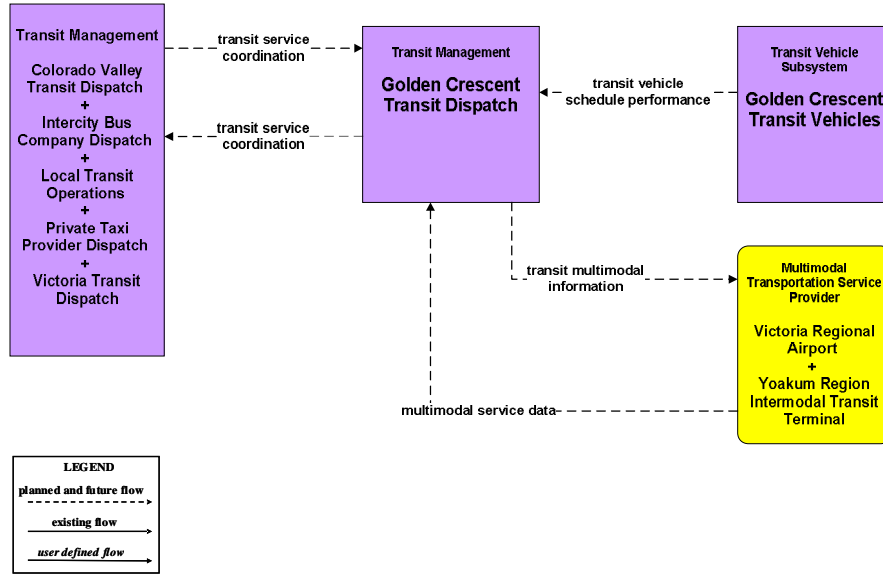 Transit Management
Colorado Valley
Transit Dispatch
+
Intercity Bus
Company Dispatch
+
Local Transit
Operations
+
Private Taxi
Provider Dispatch
+
Victoria Transit
Dispatch
transit service
coordination
transit service
coordination
Transit Management
Golden Crescent
Transit Dispatch
transit vehicle
schedule performance
Transit Vehicle
Subsystem
Golden Crescent
Transit Vehicles
transit multimodal
information
multimodal service data
Multimodal
Transportation Service
Provider
Victoria Regional
Airport
+
Yoakum Region
Intermodal Transit
Terminal
LEGEND
planned and future flow
existing flow
user defined flow